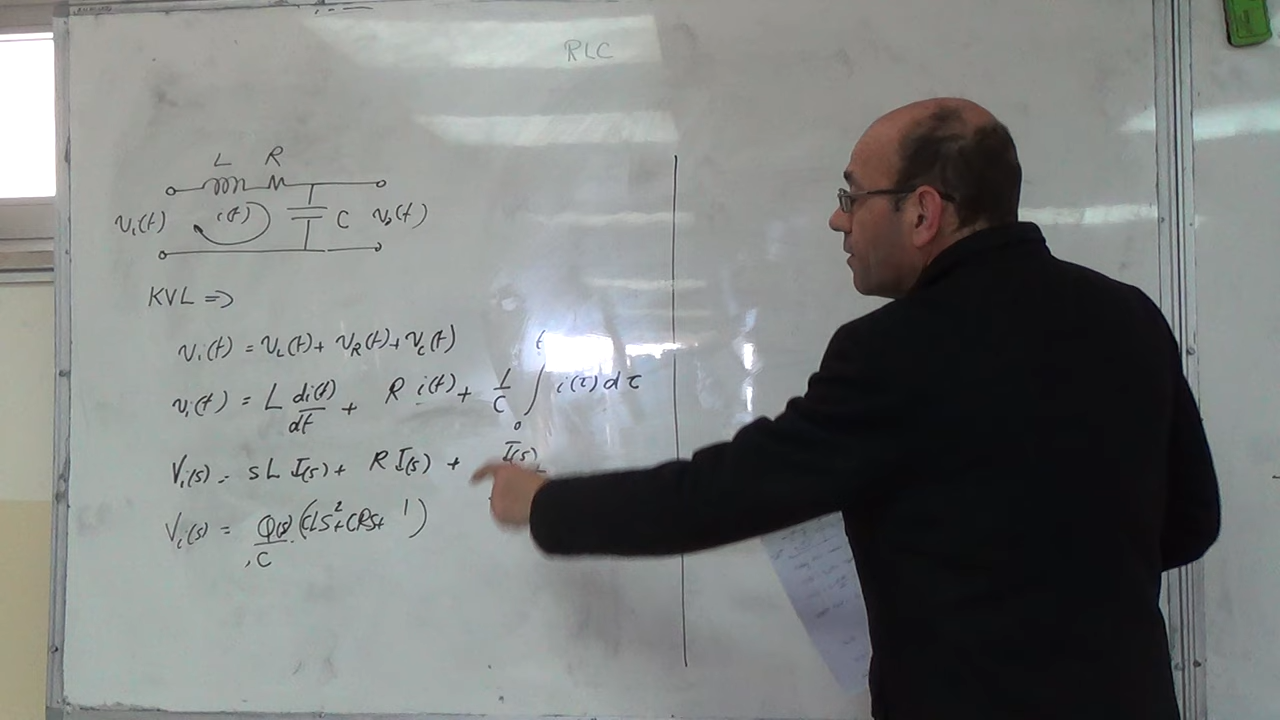 RLC
L R
v_i(t) i(t) C v_o(t)
KVL ⇒
v_i(t) = v_L(t) + v_R(t) + v_c(t)
v_i(t) = L di(t)/dt + R i(t) + 1/C ∫₀ᵗ i(τ) dτ
V_i(s) = sL I(s) + R I(s) + I(s)
V_i(s) = Q(s)/C (CLS² + CRS + 1)